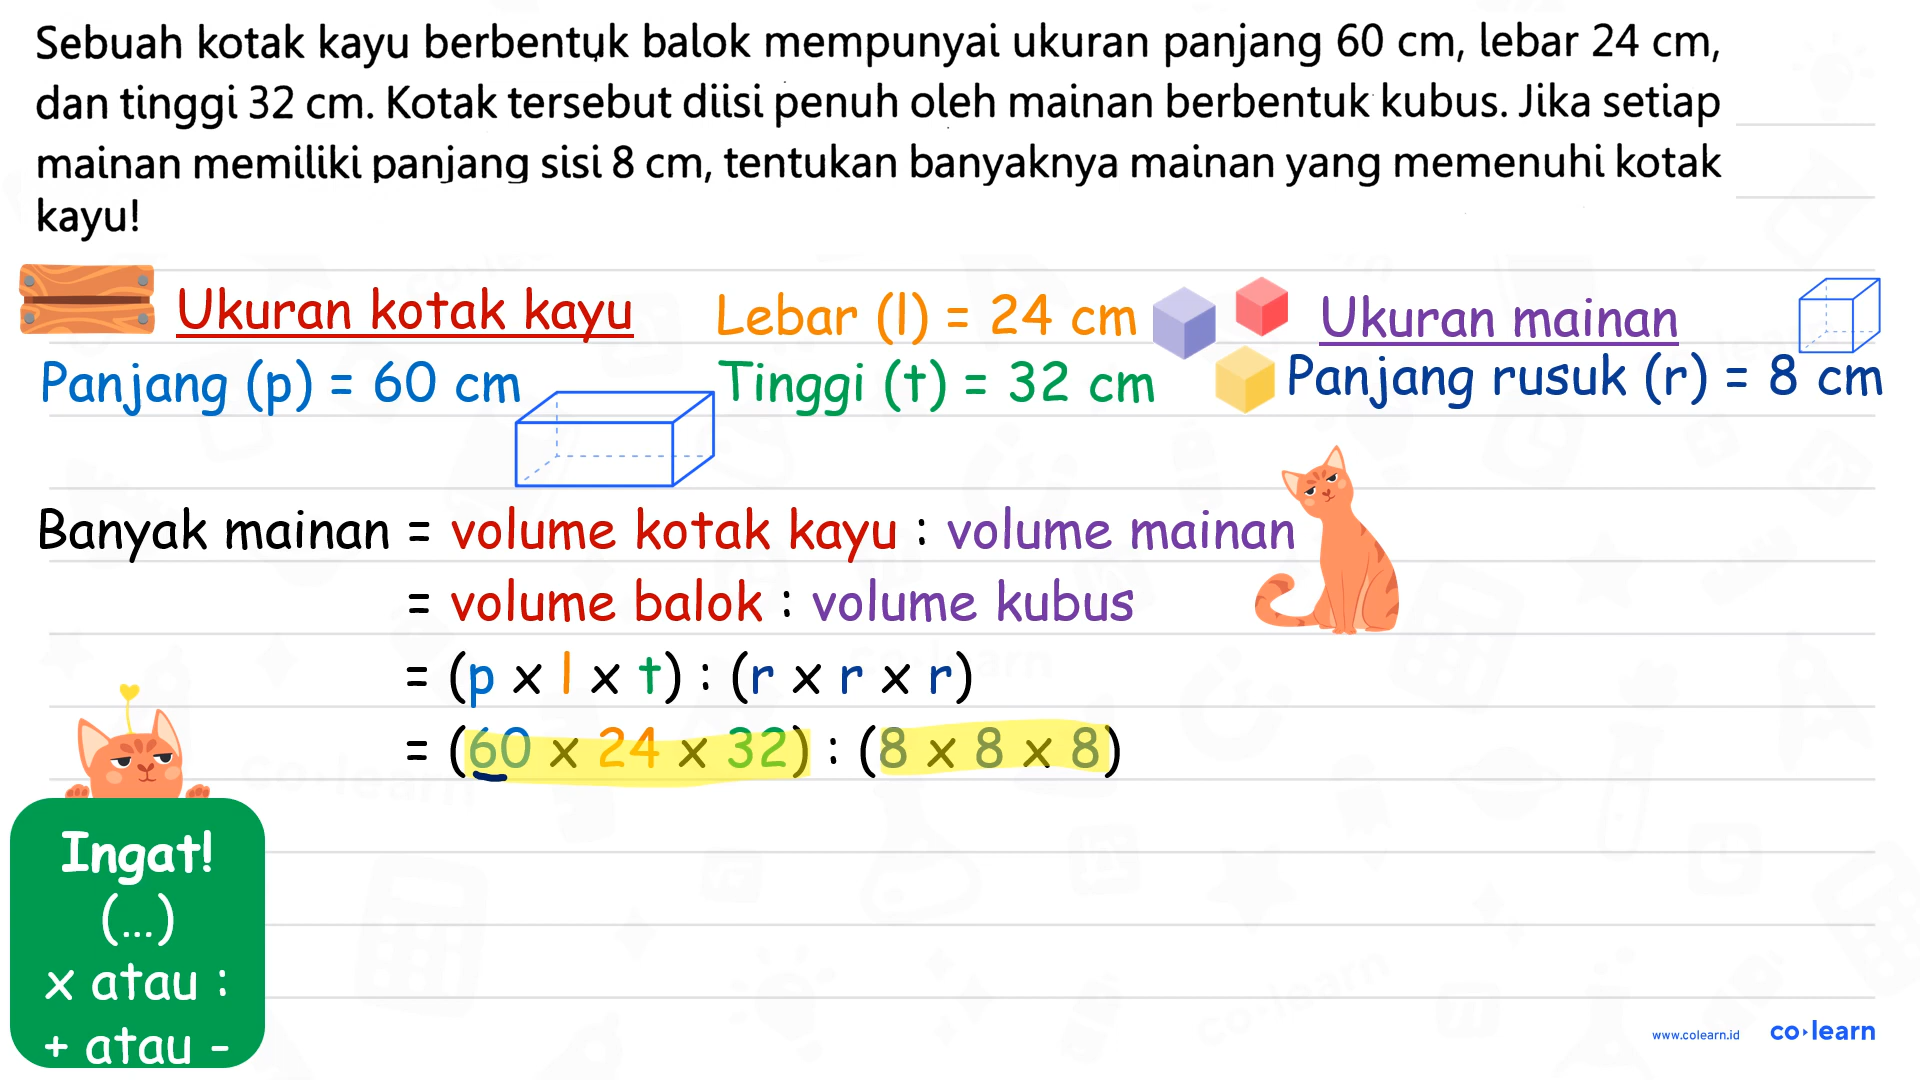 Sebuah kotak kayu berbentuk balok mempunyai ukuran panjang 60 cm, lebar 24 cm,
dan tinggi 32 cm. Kotak tersebut diisi penuh oleh mainan berbentuk kubus. Jika setiap
mainan memiliki panjang sisi 8 cm, tentukan banyaknya mainan yang memenuhi kotak
kayu!
Ukuran kotak kayu
Panjang (p) = 60 cm
Lebar (l) = 24 cm
Tinggi (t) = 32 cm
Ukuran mainan
Panjang rusuk (r) = 8 cm
Banyak mainan = volume kotak kayu : volume mainan
= volume balok : volume kubus
= (p x l x t) : (r x r x r)
= (60 x 24 x 32) : (8 x 8 x 8)
Ingat!
(...)
x atau :
+ atau -
www.colearn.id
co learn